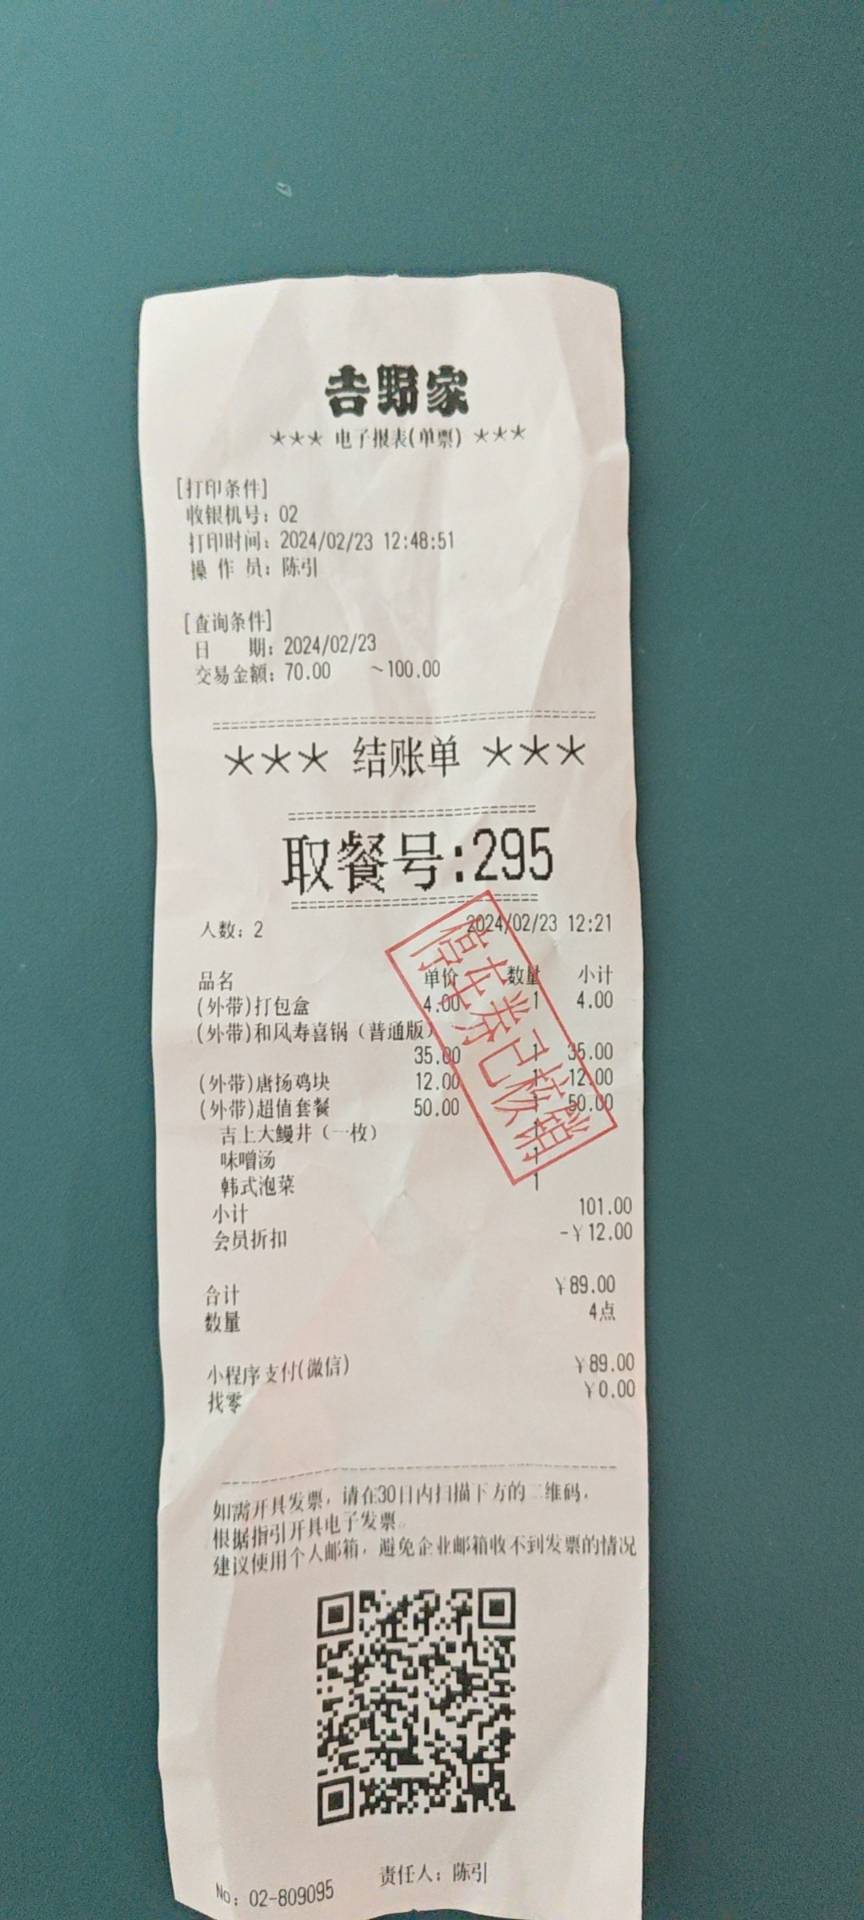 吉野家
*** 电子报表(单票) ***
[打印条件]
收银机号: 02
打印时间: 2024/02/23 12:48:51
操 作 员: 陈引
[查询条件]
日 期: 2024/02/23
交易金额: 70.00 ~100.00
*** 结账单 ***
取餐号:295
人数: 2 2024/02/23 12:21
品名 单价 数量 小计
(外带)打包盒 4.00 1 4.00
(外带)和风寿喜锅(普通版)
35.00 1 35.00
(外带)唐扬鸡块 12.00 1 12.00
(外带)超值套餐 50.00 1 50.00
吉上大鳗丼(一枚) 1
味噌汤 1
韩式泡菜 1
小计 101.00
会员折扣 -¥12.00
合计 ¥89.00
数量 4点
小程序支付(微信) ¥89.00
找零 ¥0.00
停车券已核销
如需开具发票, 请在30日内扫描下方的二维码,
根据指引开具电子发票。
建议使用个人邮箱, 避免企业邮箱收不到发票的情况
责任人: 陈引
No: 02-809095